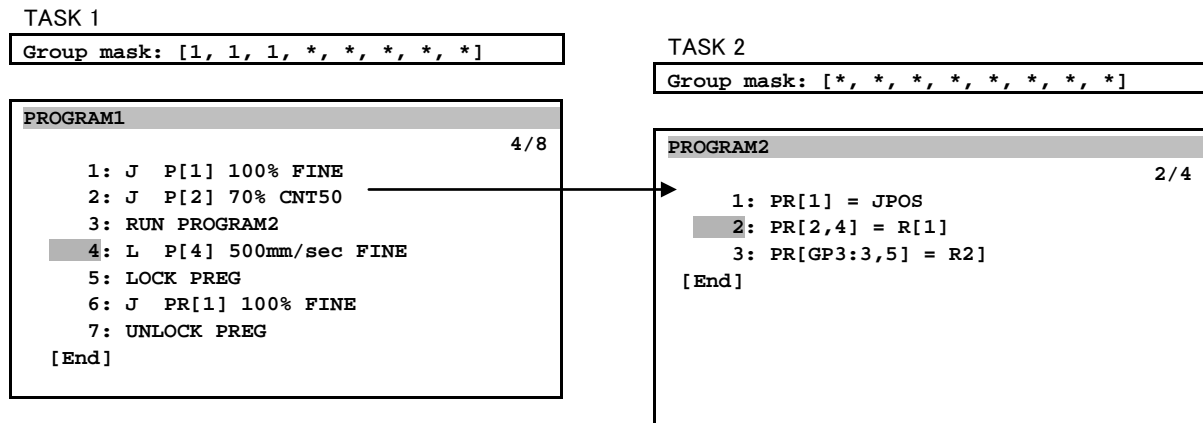 TASK 1
Group mask: [1, 1, 1, *, *, *, *, *]
PROGRAM1
4/8
1: J P[1] 100% FINE
2: J P[2] 70% CNT50
3: RUN PROGRAM2
4: L P[4] 500mm/sec FINE
5: LOCK PREG
6: J PR[1] 100% FINE
7: UNLOCK PREG
[End]
TASK 2
Group mask: [*, *, *, *, *, *, *, *]
PROGRAM2
2/4
1: PR[1] = JPOS
2: PR[2,4] = R[1]
3: PR[GP3:3,5] = R2]
[End]